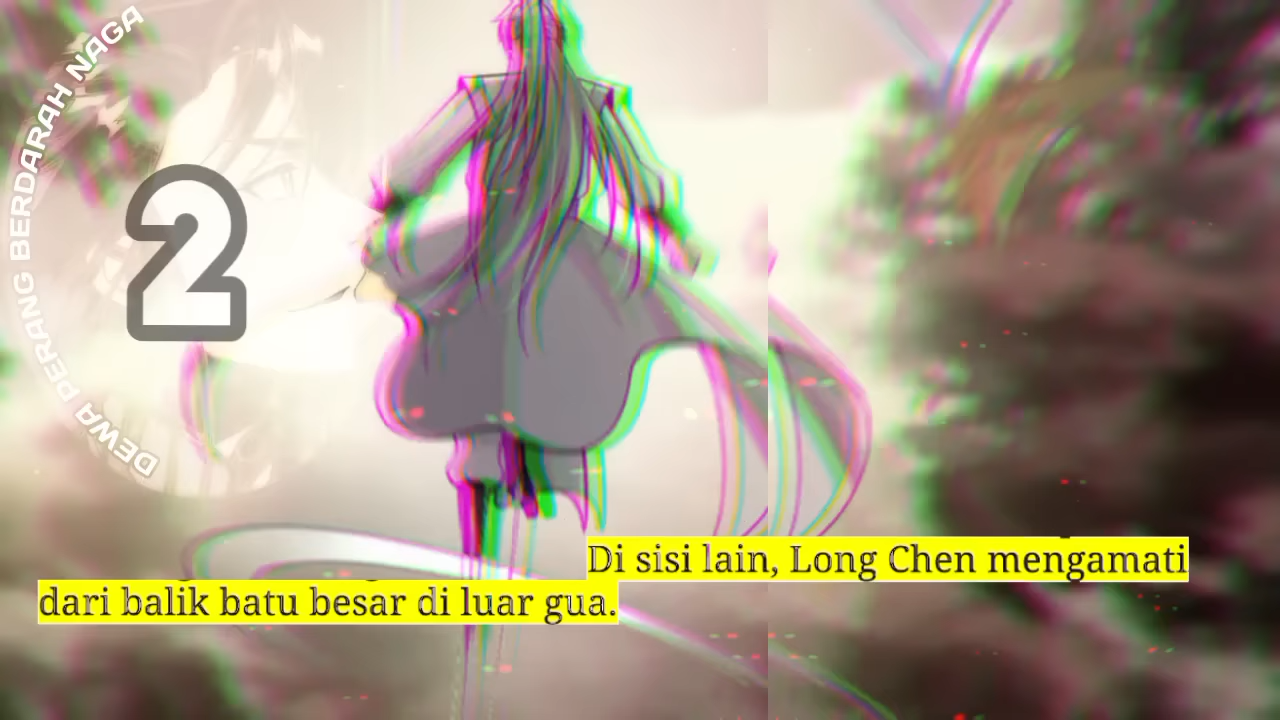 DEWA PERANG BERDARAH NAGA
2
Di sisi lain, Long Chen mengamati
dari balik batu besar di luar gua.